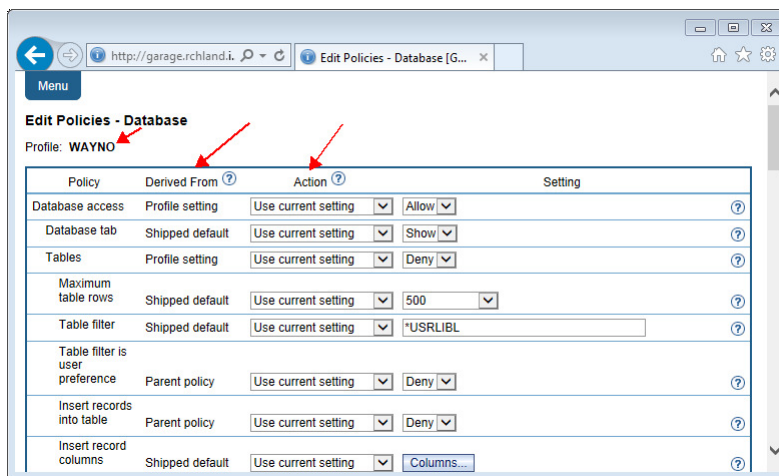 http://garage.rchland.i.
Edit Policies - Database [G...
Menu
Edit Policies - Database
Profile: WAYNO
Policy Derived From ? Action ? Setting
Database access Profile setting Use current setting Allow ?
Database tab Shipped default Use current setting Show ?
Tables Profile setting Use current setting Deny ?
Maximum
table rows Shipped default Use current setting 500 ?
Table filter Shipped default Use current setting *USRLIBL ?
Table filter is
user
preference Parent policy Use current setting Deny ?
Insert records
into table Parent policy Use current setting Deny ?
Insert record
columns Shipped default Use current setting Columns... ?